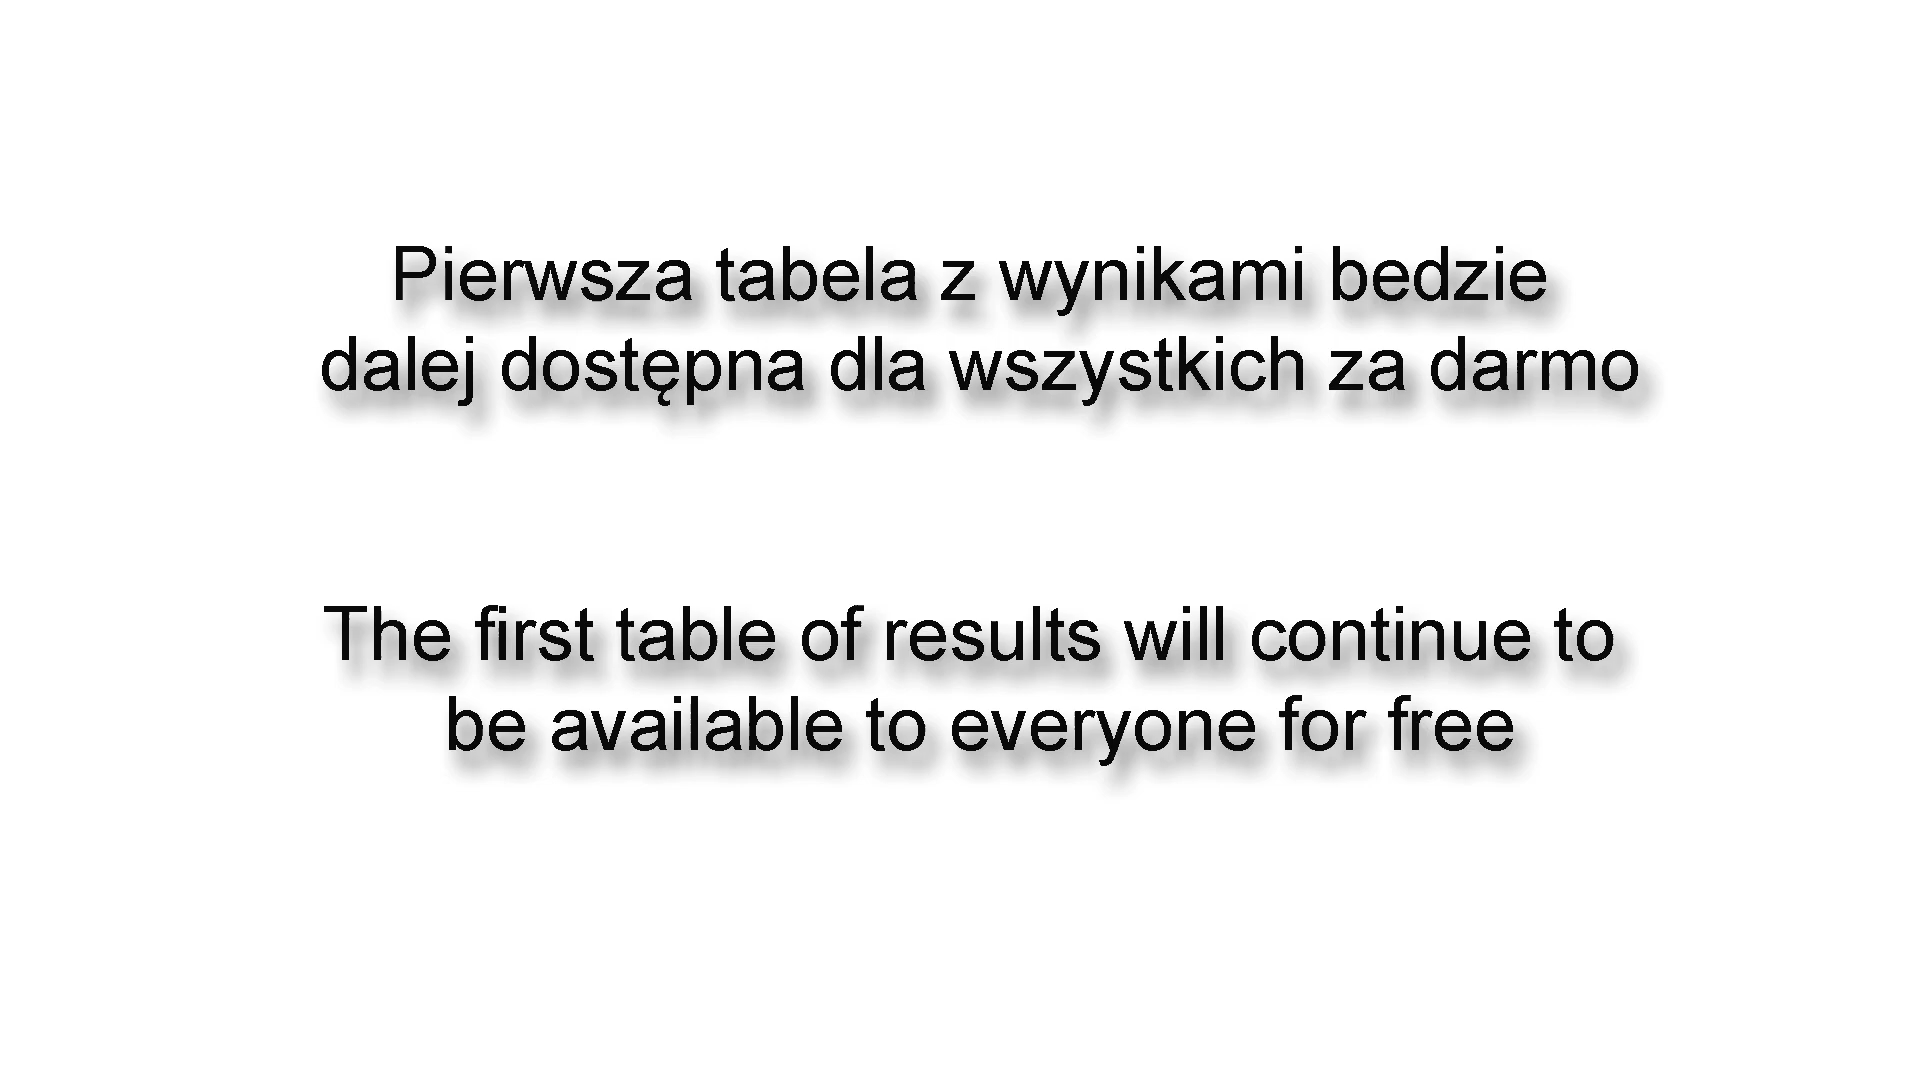 Pierwsza tabela z wynikami bedzie
dalej dostępna dla wszystkich za darmo
The first table of results will continue to
be available to everyone for free